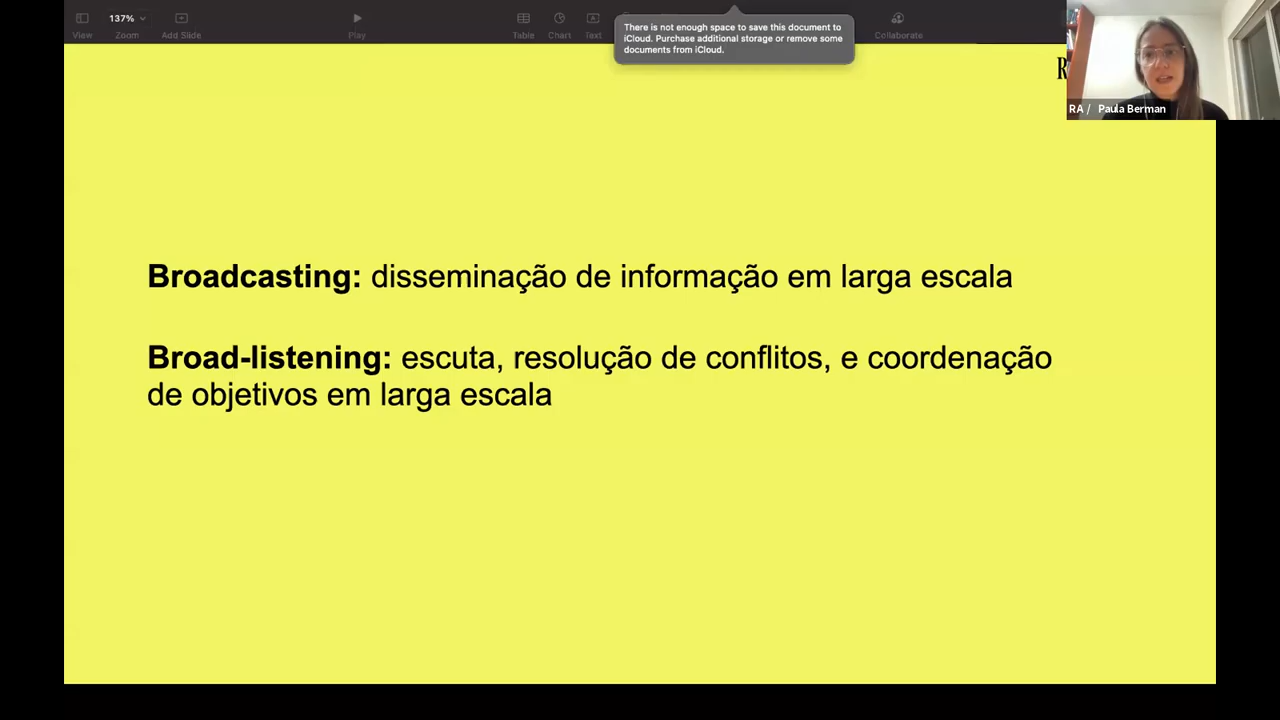 137%
View
Zoom
Add Slide
Play
Table
Chart
Text
Collaborate
There is not enough space to save this document to
iCloud. Purchase additional storage or remove some
documents from iCloud.
R
RA / Paula Berman
Broadcasting: disseminação de informação em larga escala
Broad-listening: escuta, resolução de conflitos, e coordenação
de objetivos em larga escala